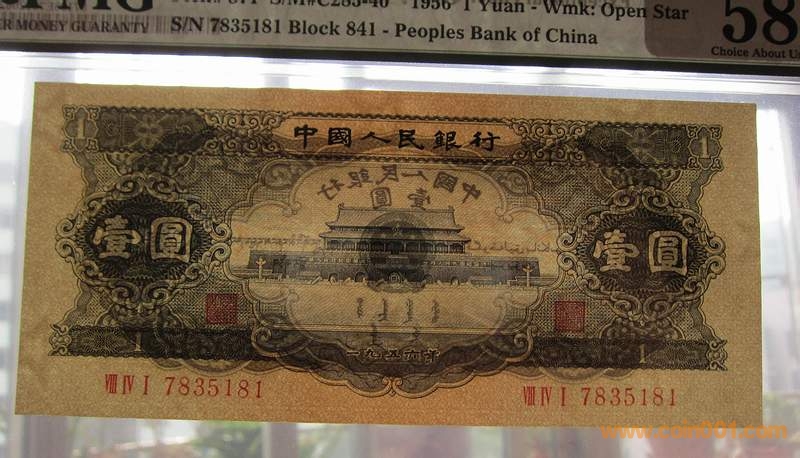 1956 1 Yuan - Wmk: Open Star
58
MONEY GUARANTY
S/N 7835181 Block 841 - Peoples Bank of China
Choice About
中國人民銀行
1
1
中國人民銀行
壹圓
壹圓
壹圓
1
1
一九五六年
VIII IV I 7835181
VIII IV I 7835181